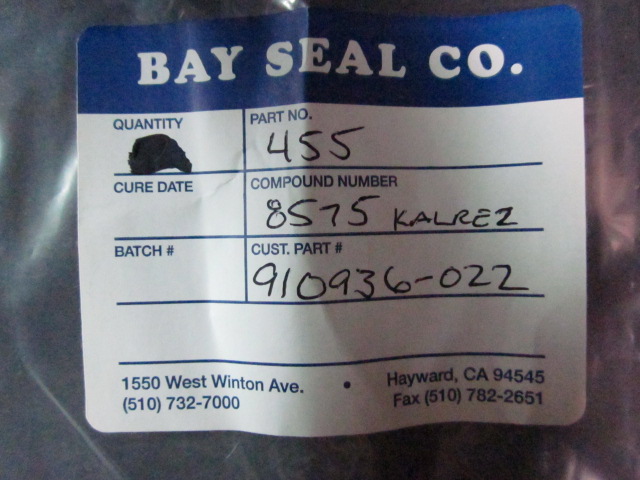 BAY SEAL CO.
QUANTITY
PART NO.
455
CURE DATE
COMPOUND NUMBER
8575 KALREZ
BATCH #
CUST. PART #
910936-022
1550 West Winton Ave. • Hayward, CA 94545
(510) 732-7000 Fax (510) 782-2651